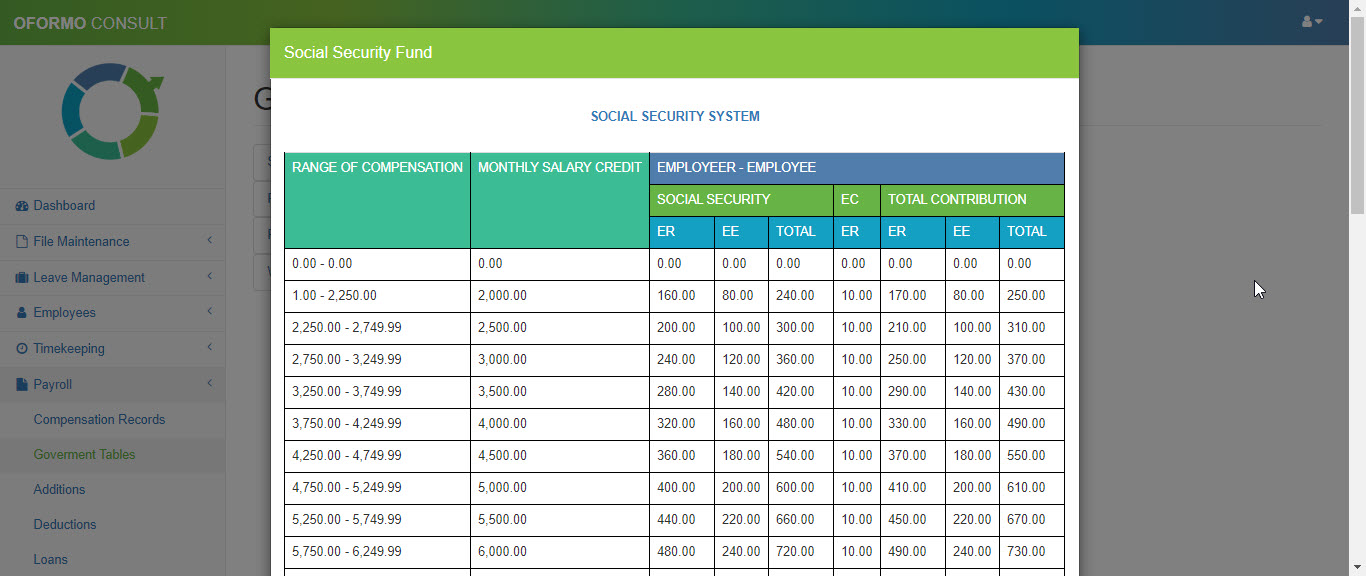 OFORMO CONSULT
Social Security Fund
SOCIAL SECURITY SYSTEM
RANGE OF COMPENSATION MONTHLY SALARY CREDIT EMPLOYEER - EMPLOYEE
SOCIAL SECURITY EC TOTAL CONTRIBUTION
ER EE TOTAL ER ER EE TOTAL
0.00 - 0.00 0.00 0.00 0.00 0.00 0.00 0.00 0.00 0.00
1.00 - 2,250.00 2,000.00 160.00 80.00 240.00 10.00 170.00 80.00 250.00
2,250.00 - 2,749.99 2,500.00 200.00 100.00 300.00 10.00 210.00 100.00 310.00
2,750.00 - 3,249.99 3,000.00 240.00 120.00 360.00 10.00 250.00 120.00 370.00
3,250.00 - 3,749.99 3,500.00 280.00 140.00 420.00 10.00 290.00 140.00 430.00
3,750.00 - 4,249.99 4,000.00 320.00 160.00 480.00 10.00 330.00 160.00 490.00
4,250.00 - 4,749.99 4,500.00 360.00 180.00 540.00 10.00 370.00 180.00 550.00
4,750.00 - 5,249.99 5,000.00 400.00 200.00 600.00 10.00 410.00 200.00 610.00
5,250.00 - 5,749.99 5,500.00 440.00 220.00 660.00 10.00 450.00 220.00 670.00
5,750.00 - 6,249.99 6,000.00 480.00 240.00 720.00 10.00 490.00 240.00 730.00
Dashboard
File Maintenance
Leave Management
Employees
Timekeeping
Payroll
Compensation Records
Goverment Tables
Additions
Deductions
Loans